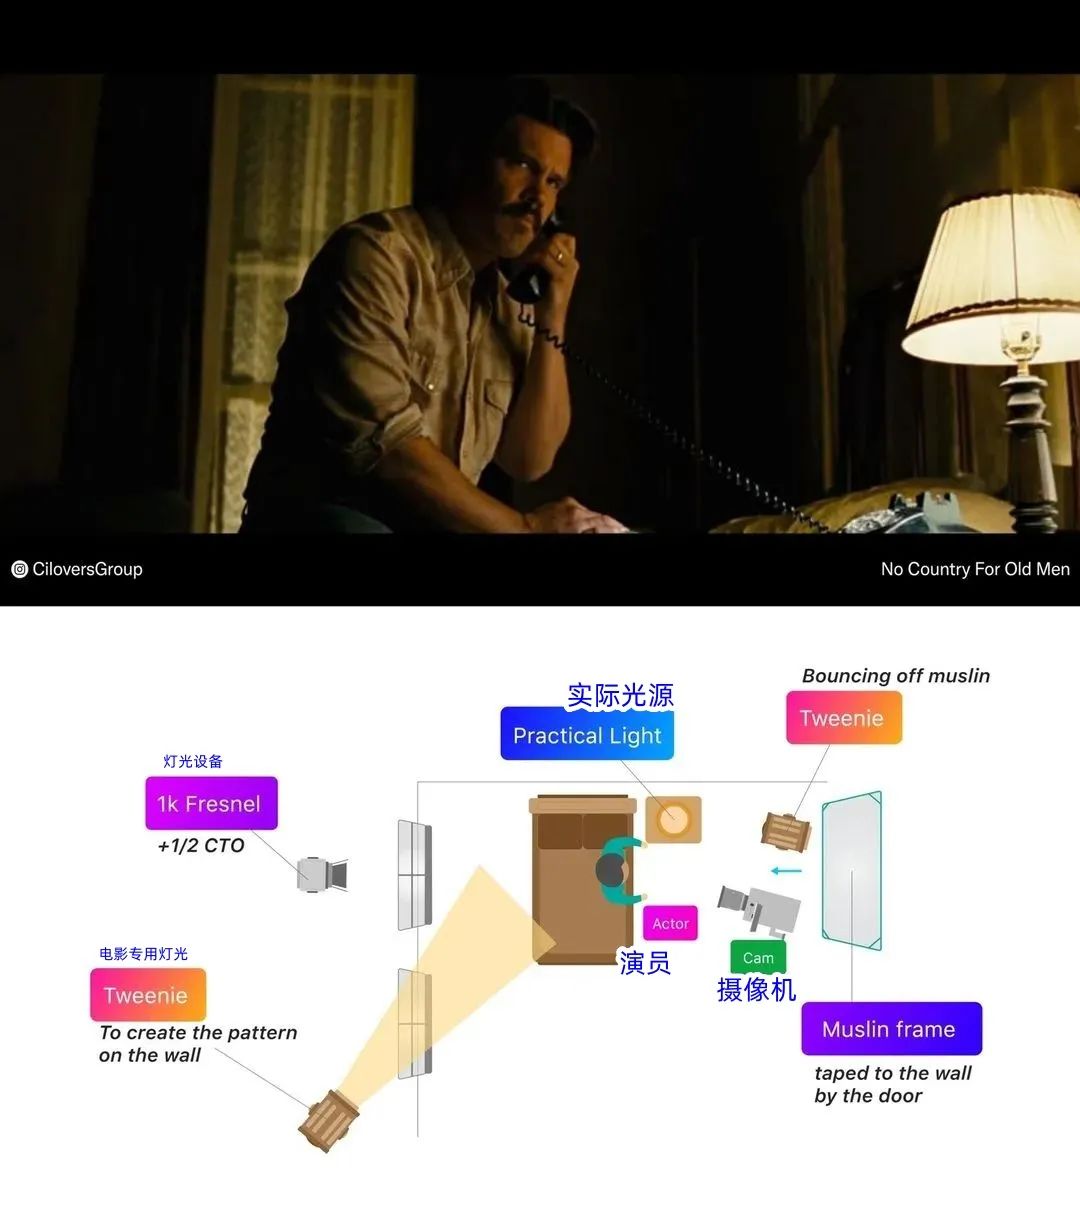 CiloversGroup
No Country For Old Men
Bouncing off muslin
Tweenie
实际光源
Practical Light
灯光设备
1k Fresnel
+1/2 CTO
Actor
演员
电影专用灯光
Tweenie
To create the pattern
on the wall
Cam
摄像机
Muslin frame
taped to the wall
by the door